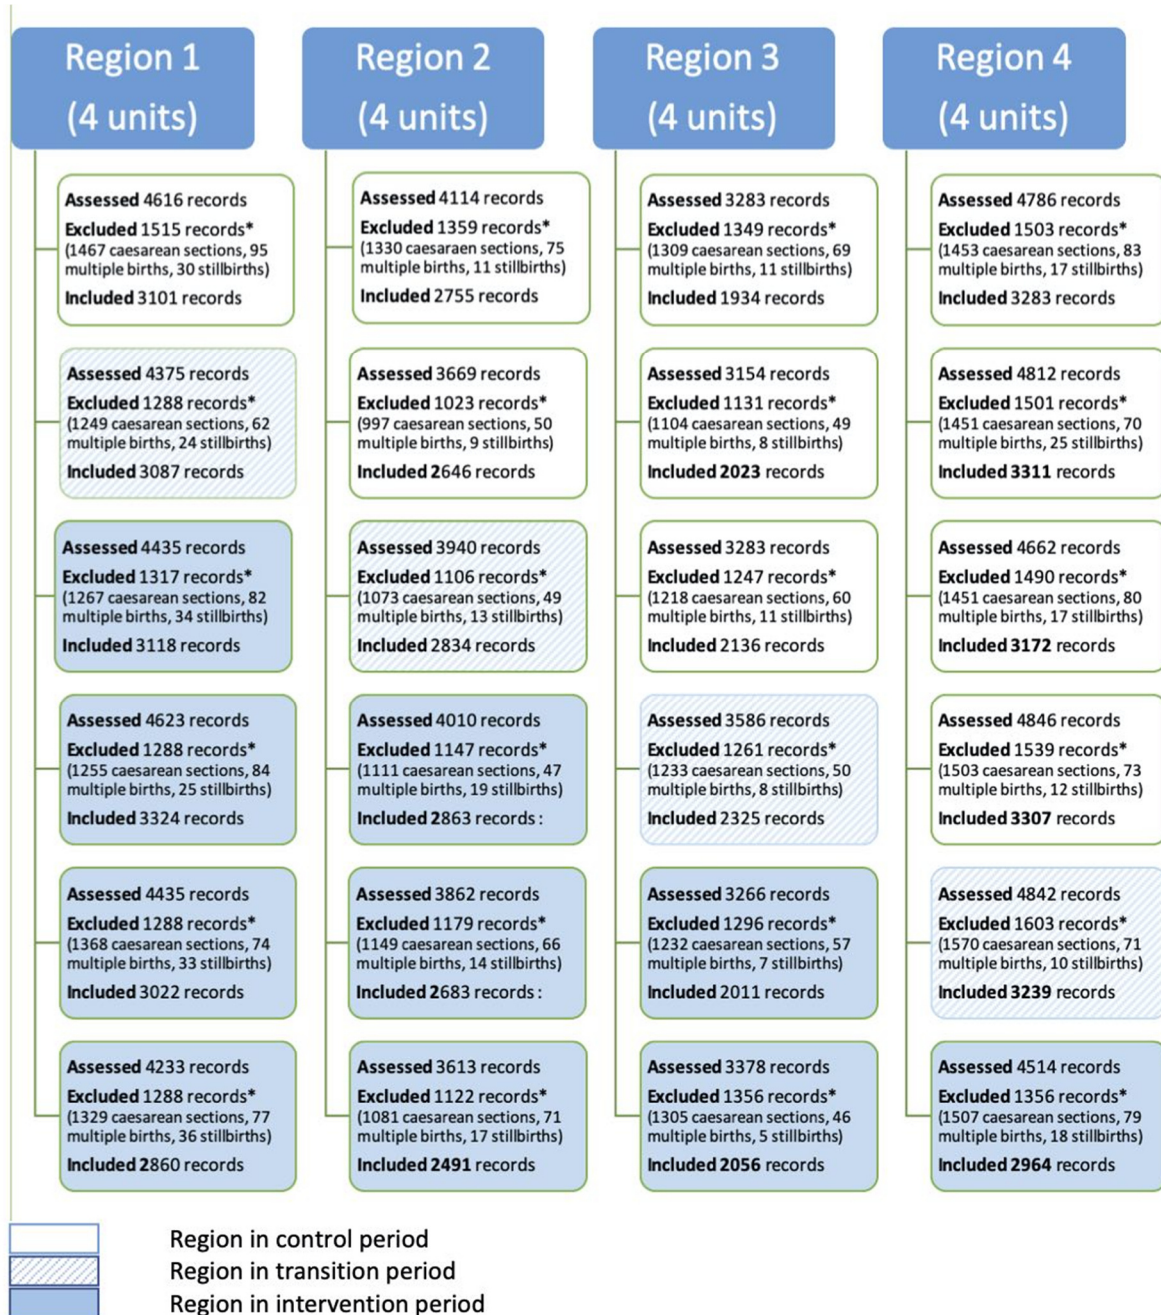 Region 1
(4 units)
Assessed 4616 records
Excluded 1515 records*
(1467 caesarean sections, 95
multiple births, 30 stillbirths)
Included 3101 records
Assessed 4375 records
Excluded 1288 records*
(1249 caesarean sections, 62
multiple births, 24 stillbirths)
Included 3087 records
Assessed 4435 records
Excluded 1317 records*
(1267 caesarean sections, 82
multiple births, 34 stillbirths)
Included 3118 records
Assessed 4623 records
Excluded 1288 records*
(1255 caesarean sections, 84
multiple births, 25 stillbirths)
Included 3324 records
Assessed 4435 records
Excluded 1288 records*
(1368 caesarean sections, 74
multiple births, 33 stillbirths)
Included 3022 records
Assessed 4233 records
Excluded 1288 records*
(1329 caesarean sections, 77
multiple births, 36 stillbirths)
Included 2860 records
Region 2
(4 units)
Assessed 4114 records
Excluded 1359 records*
(1330 caesaraen sections, 75
multiple births, 11 stillbirths)
Included 2755 records
Assessed 3669 records
Excluded 1023 records*
(997 caesarean sections, 50
multiple births, 9 stillbirths)
Included 2646 records
Assessed 3940 records
Excluded 1106 records*
(1073 caesarean sections, 49
multiple births, 13 stillbirths)
Included 2834 records
Assessed 4010 records
Excluded 1147 records*
(1111 caesarean sections, 47
multiple births, 19 stillbirths)
Included 2863 records :
Assessed 3862 records
Excluded 1179 records*
(1149 caesarean sections, 66
multiple births, 14 stillbirths)
Included 2683 records :
Assessed 3613 records
Excluded 1122 records*
(1081 caesarean sections, 71
multiple births, 17 stillbirths)
Included 2491 records
Region 3
(4 units)
Assessed 3283 records
Excluded 1349 records*
(1309 caesarean sections, 69
multiple births, 11 stillbirths)
Included 1934 records
Assessed 3154 records
Excluded 1131 records*
(1104 caesarean sections, 49
multiple births, 8 stillbirths)
Included 2023 records
Assessed 3283 records
Excluded 1247 records*
(1218 caesarean sections, 60
multiple births, 11 stillbirths)
Included 2136 records
Assessed 3586 records
Excluded 1261 records*
(1233 caesarean sections, 50
multiple births, 8 stillbirths)
Included 2325 records
Assessed 3266 records
Excluded 1296 records*
(1232 caesarean sections, 57
multiple births, 7 stillbirths)
Included 2011 records
Assessed 3378 records
Excluded 1356 records*
(1305 caesarean sections, 46
multiple births, 5 stillbirths)
Included 2056 records
Region 4
(4 units)
Assessed 4786 records
Excluded 1503 records*
(1453 caesarean sections, 83
multiple births, 17 stillbirths)
Included 3283 records
Assessed 4812 records
Excluded 1501 records*
(1451 caesarean sections, 70
multiple births, 25 stillbirths)
Included 3311 records
Assessed 4662 records
Excluded 1490 records*
(1451 caesarean sections, 80
multiple births, 17 stillbirths)
Included 3172 records
Assessed 4846 records
Excluded 1539 records*
(1503 caesarean sections, 73
multiple births, 12 stillbirths)
Included 3307 records
Assessed 4842 records
Excluded 1603 records*
(1570 caesarean sections, 71
multiple births, 10 stillbirths)
Included 3239 records
Assessed 4514 records
Excluded 1356 records*
(1507 caesarean sections, 79
multiple births, 18 stillbirths)
Included 2964 records
Region in control period
Region in transition period
Region in intervention period